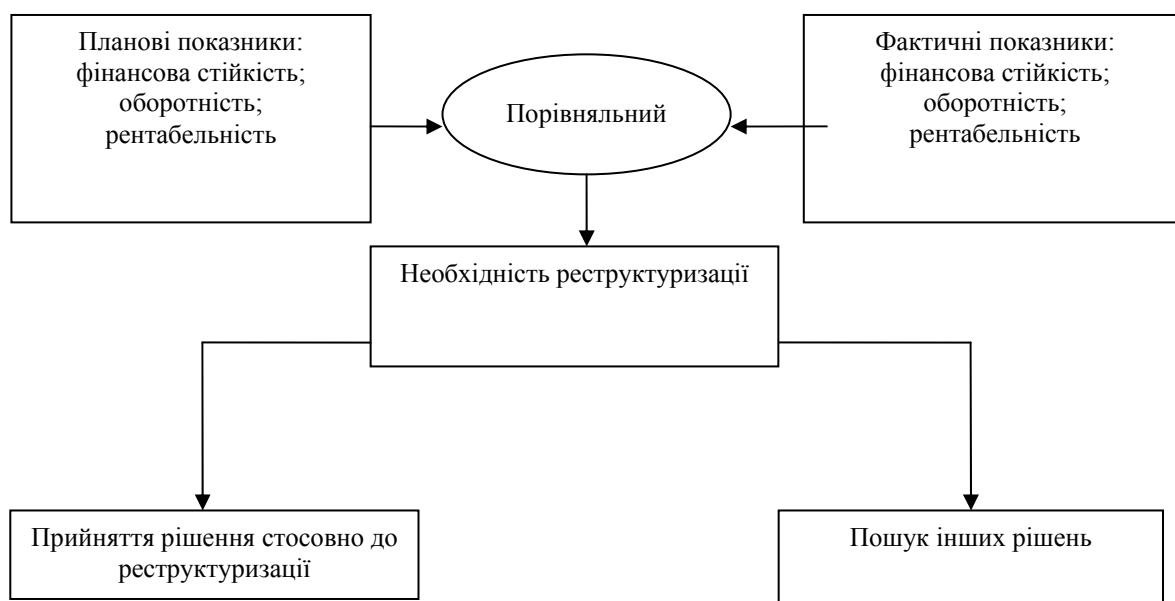 Планові показники:
фінансова стійкість;
оборотність;
рентабельність
Порівняльний
Фактичні показники:
фінансова стійкість;
оборотність;
рентабельність
Необхідність реструктуризації
Прийняття рішення стосовно до
реструктуризації
Пошук інших рішень